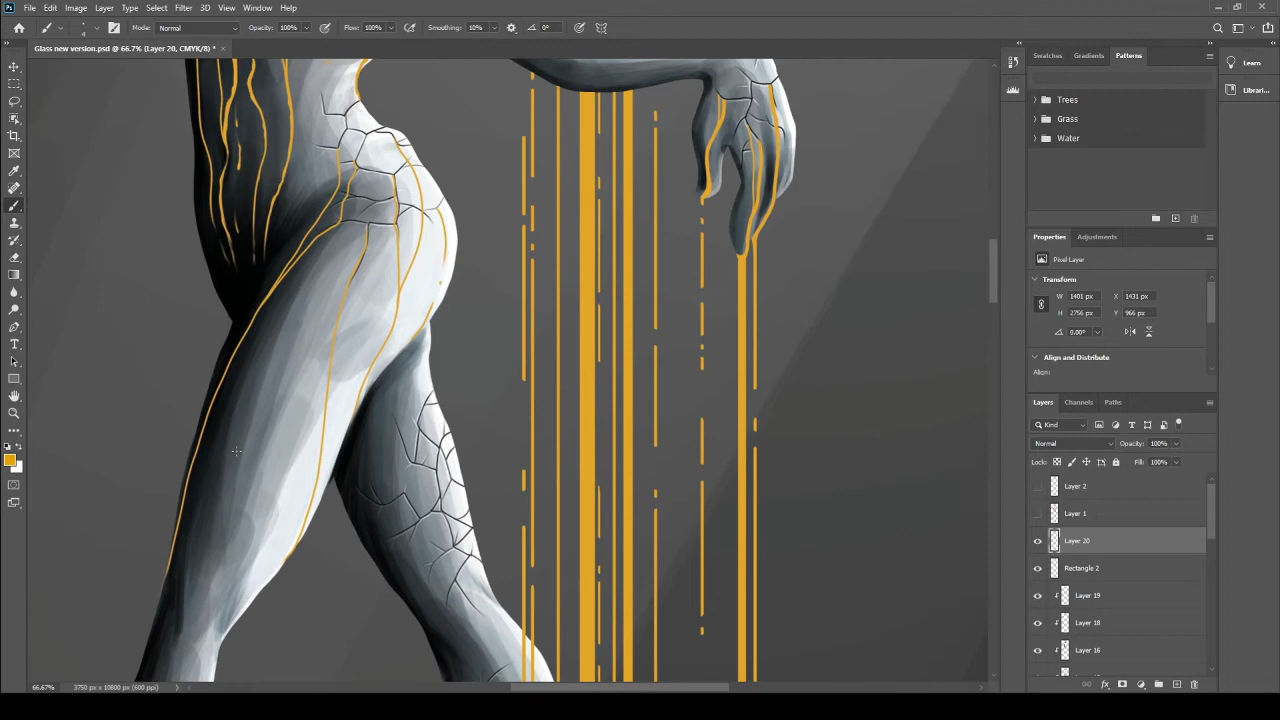 Ps File Edit Image Layer Type Select Filter 3D View Window Help
4 Mode: Normal Opacity: 100% Flow: 100% Smoothing: 10% 0°
Glass new version.psd @ 66.7% (Layer 20, CMYK/8) *
Swatches Gradients Patterns
Trees
Grass
Water
Learn
Librari...
Properties Adjustments
Pixel Layer
Transform
W 1401 px X 1431 px
H 2756 px Y 966 px
0.00°
Align and Distribute
Align:
Layers Channels Paths
Kind
Normal Opacity: 100%
Lock: Fill: 100%
Layer 2
Layer 1
Layer 20
Rectangle 2
Layer 19
Layer 18
Layer 16
fx
66.67% 3750 px x 10800 px (600 ppi)